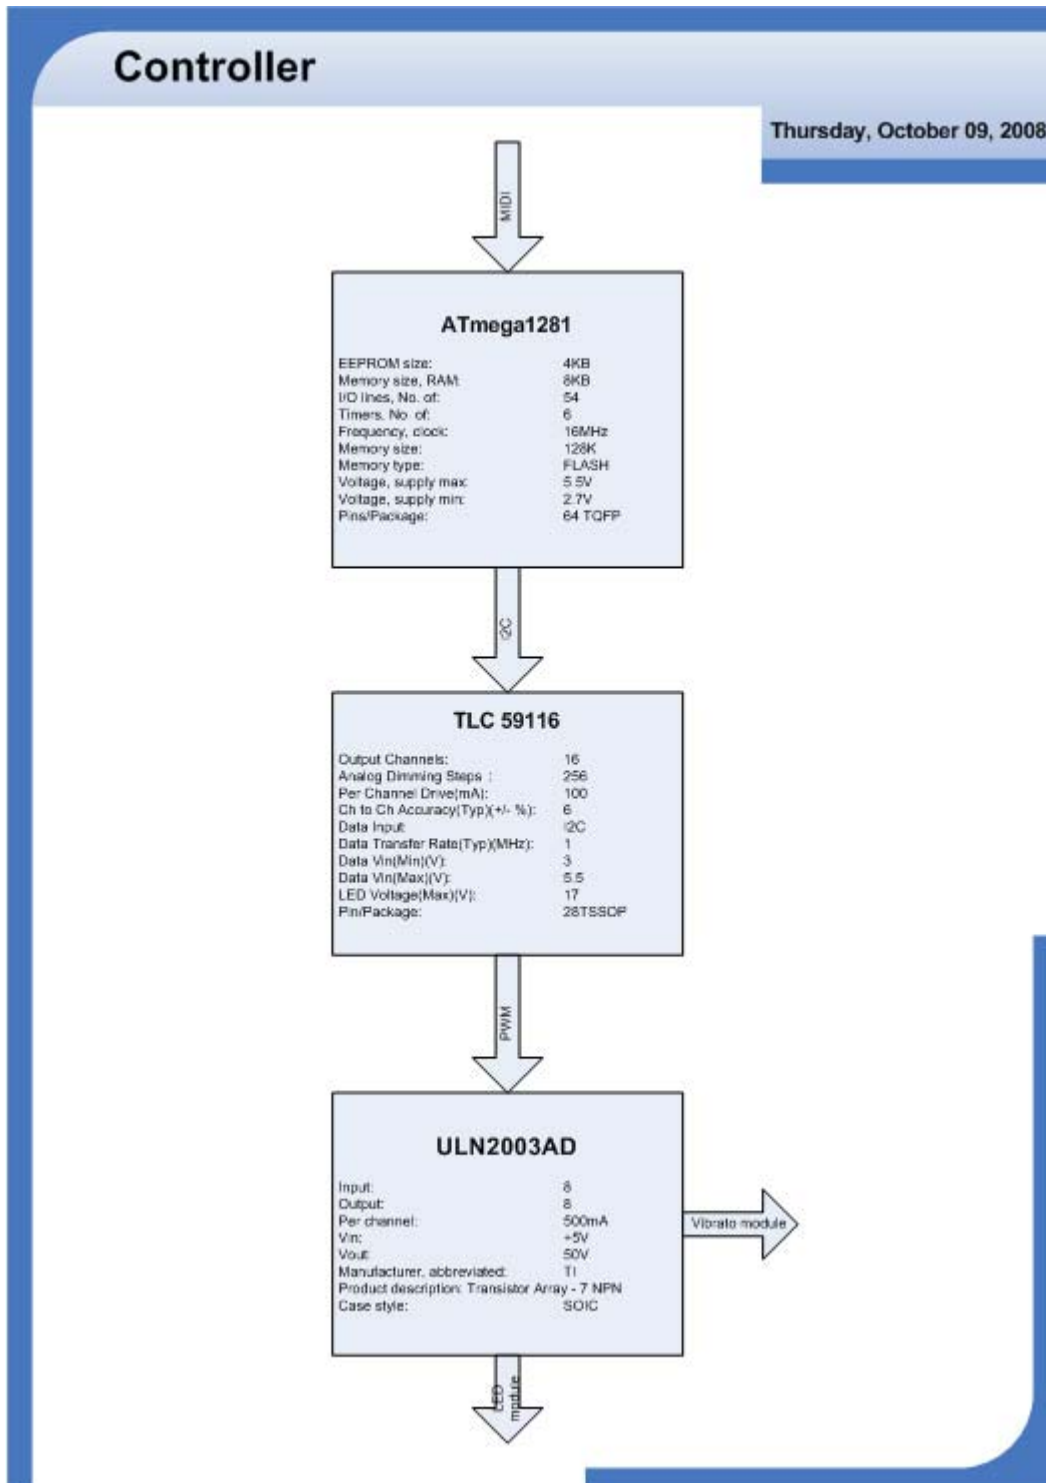 Controller
Thursday, October 09, 2008
MIDI
ATmega1281
EEPROM size: 4KB
Memory size, RAM: 8KB
I/O lines, No. of: 54
Timers, No. of: 6
Frequency, clock: 16MHz
Memory size: 128K
Memory type: FLASH
Voltage, supply max: 5.5V
Voltage, supply min: 2.7V
Pins/Package: 64 TQFP
I2C
TLC 59116
Output Channels: 16
Analog Dimming Steps : 256
Per Channel Drive(mA): 100
Ch to Ch Accuracy(Typ)(+/- %): 6
Data Input: I2C
Data Transfer Rate(Typ)(MHz): 1
Data Vin(Min)(V): 3
Data Vin(Max)(V): 5.5
LED Voltage(Max)(V): 17
Pin/Package: 28TSSOP
PWM
ULN2003AD
Input: 8
Output: 8
Per channel: 500mA
Vin: +5V
Vout: 50V
Manufacturer, abbreviated: TI
Product description: Transistor Array - 7 NPN
Case style: SOIC
Vibrato module
LED
module